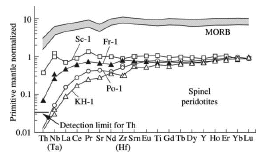 Primitive mantle normalized
10
1
0.1
0.01
MORB
Sc-1
Fr-1
KH-1
Po-1
Spinel
peridotites
Detection limit for Th
Th Nb La Ce Pr Sr Nd Zr Sm Eu Ti Gd Tb Dy Y Ho Er Yb Lu
(Ta)
(Hf)